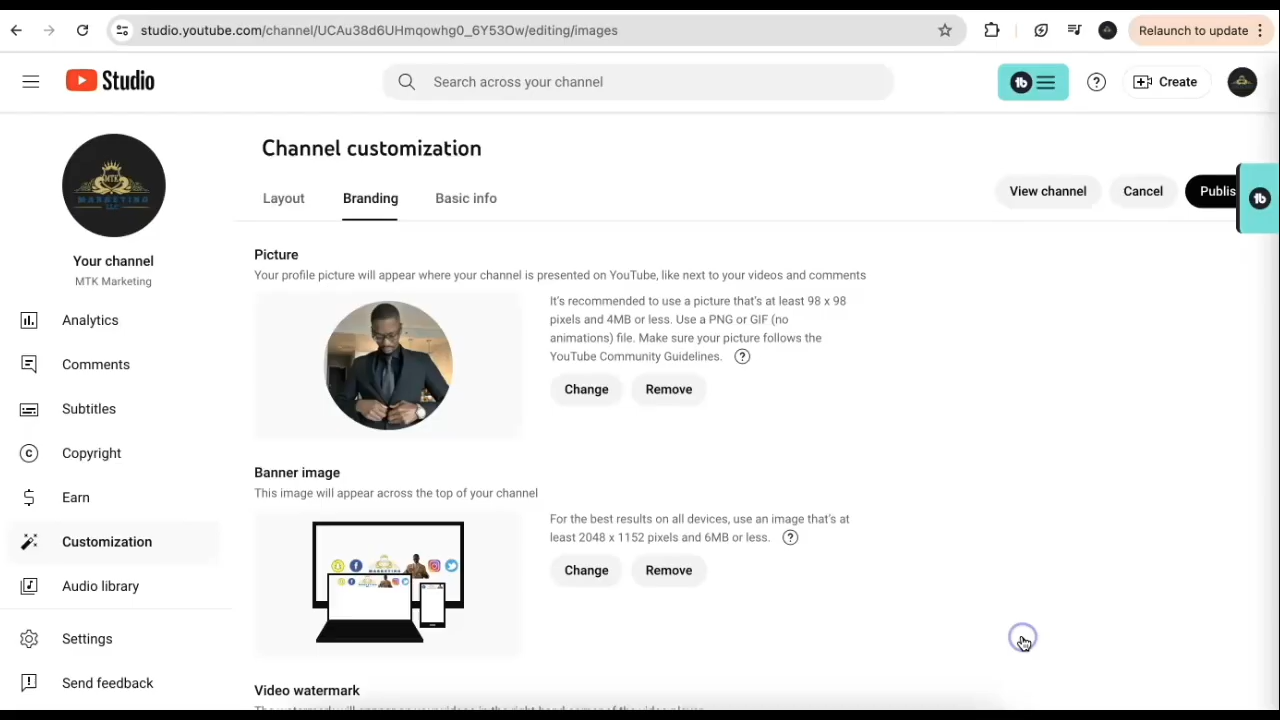 studio.youtube.com/channel/UCAu38d6UHmqowhg0_6Y53Ow/editing/images
Relaunch to update
Studio
Search across your channel
Create
Channel customization
Layout
Branding
Basic info
View channel
Cancel
Publis
MTK
MARKETING
LLC
Your channel
MTK Marketing
Analytics
Comments
Subtitles
Copyright
Earn
Customization
Audio library
Settings
Send feedback
Picture
Your profile picture will appear where your channel is presented on YouTube, like next to your videos and comments
It's recommended to use a picture that's at least 98 x 98
pixels and 4MB or less. Use a PNG or GIF (no
animations) file. Make sure your picture follows the
YouTube Community Guidelines.
Change
Remove
Banner image
This image will appear across the top of your channel
For the best results on all devices, use an image that's at
least 2048 x 1152 pixels and 6MB or less.
Change
Remove
Video watermark